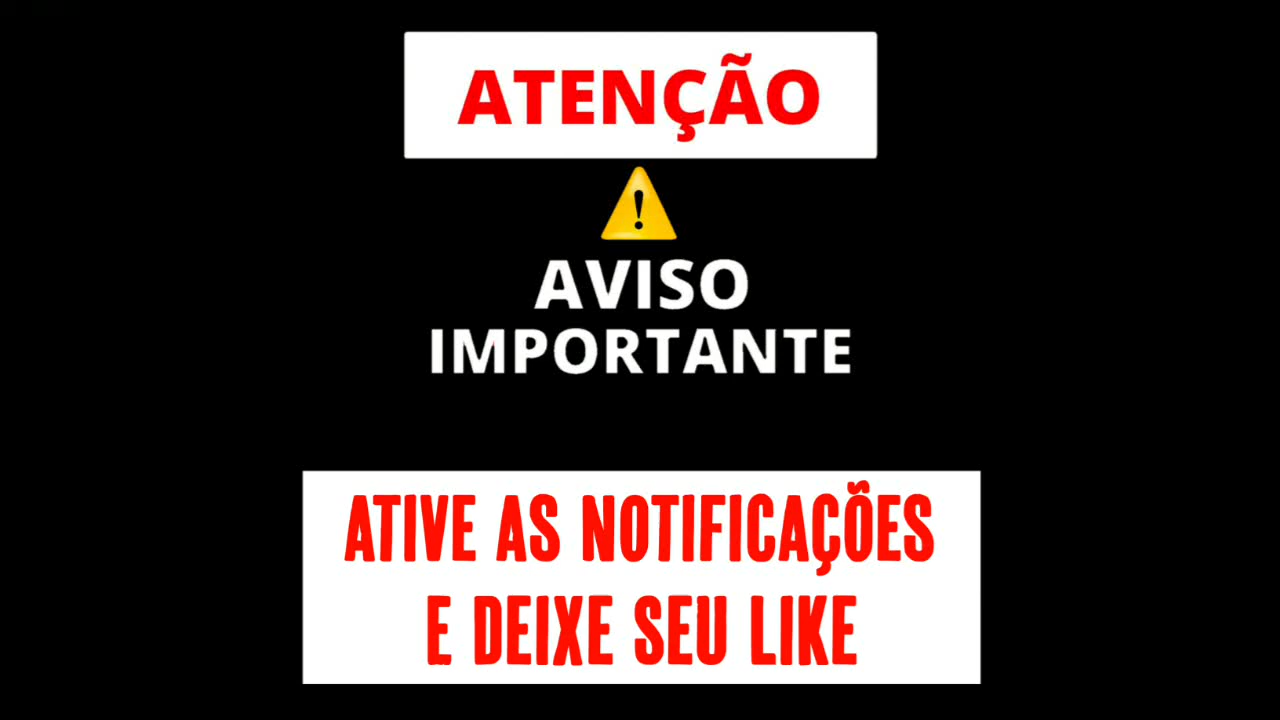 ATENÇÃO
AVISO
IMPORTANTE
ATIVE AS NOTIFICAÇÕES
E DEIXE SEU LIKE